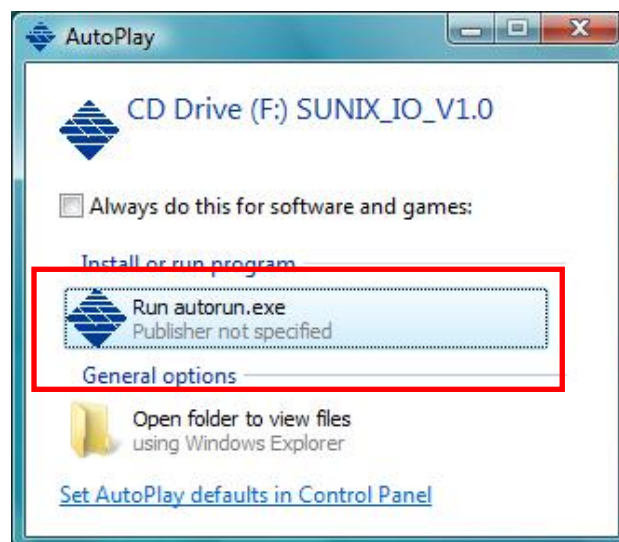 AutoPlay
CD Drive (F:) SUNIX_IO_V1.0
Always do this for software and games:
Install or run program
Run autorun.exe
Publisher not specified
General options
Open folder to view files
using Windows Explorer
Set AutoPlay defaults in Control Panel